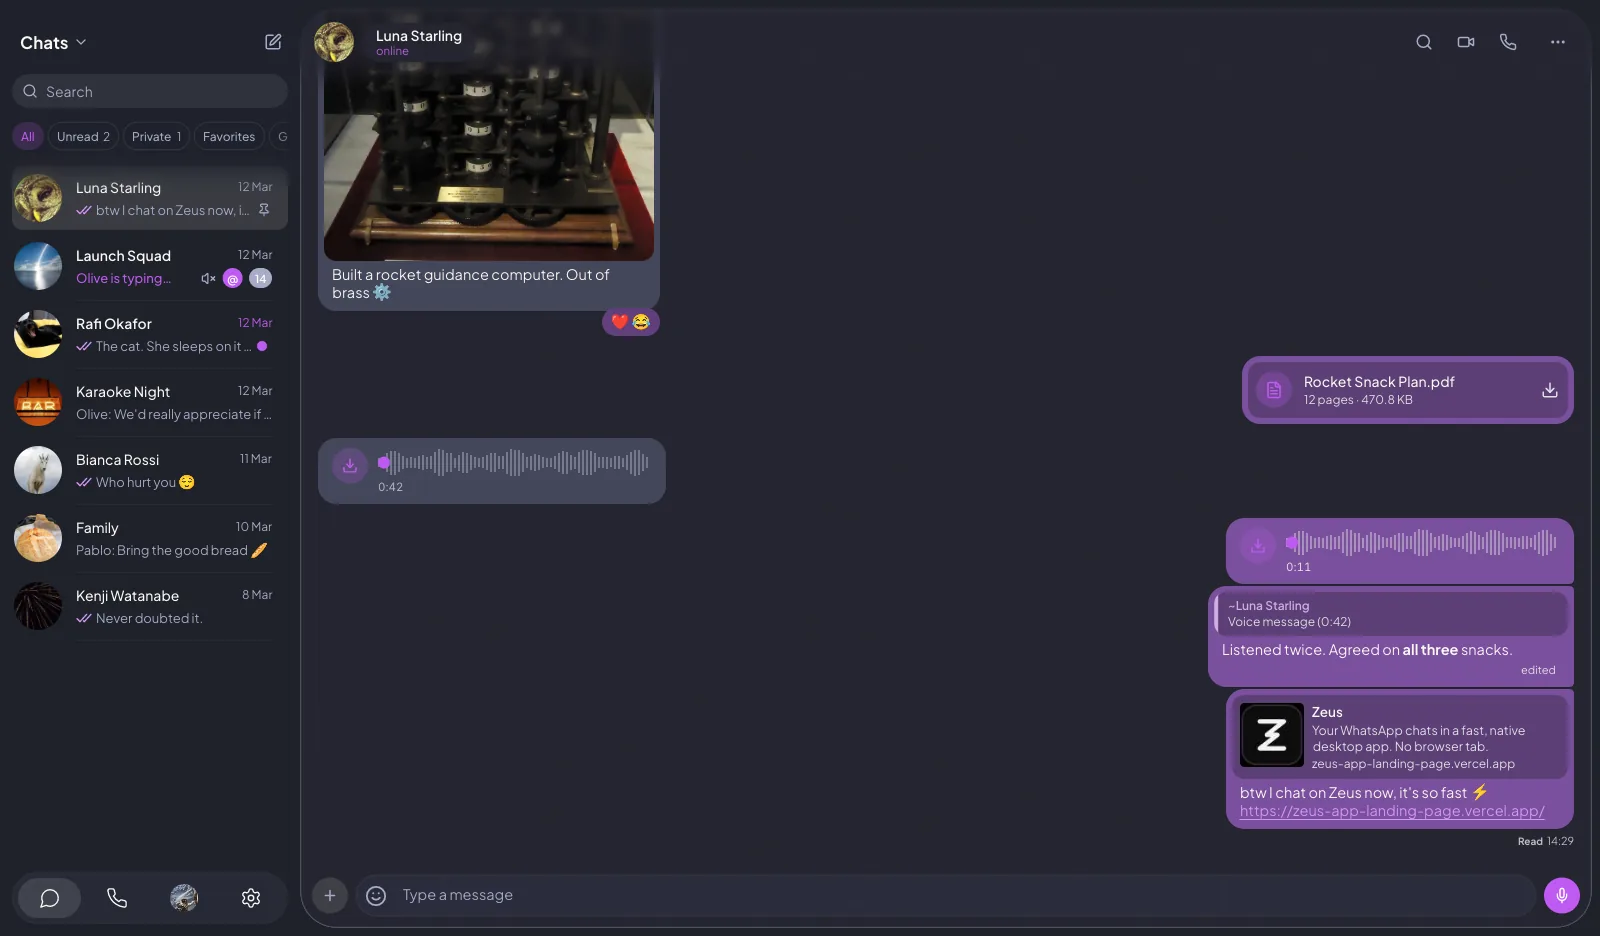 Chats
Search
All
Unread 2
Private 1
Favorites
G
Luna Starling
12 Mar
btw I chat on Zeus now, i...
Launch Squad
12 Mar
Olive is typing...
@
14
Rafi Okafor
12 Mar
The cat. She sleeps on it ...
Karaoke Night
12 Mar
Olive: We'd really appreciate if ...
BAR
Bianca Rossi
11 Mar
Who hurt you 😌
Family
10 Mar
Pablo: Bring the good bread 🥖
Kenji Watanabe
8 Mar
Never doubted it.
Luna Starling
online
Built a rocket guidance computer. Out of
brass ⚙️
❤️ 😂
Rocket Snack Plan.pdf
12 pages · 470.8 KB
0:42
0:11
~Luna Starling
Voice message (0:42)
Listened twice. Agreed on all three snacks.
edited
Zeus
Your WhatsApp chats in a fast, native
desktop app. No browser tab.
zeus-app-landing-page.vercel.app
btw I chat on Zeus now, it's so fast ⚡
https://zeus-app-landing-page.vercel.app/
Read 14:29
Type a message